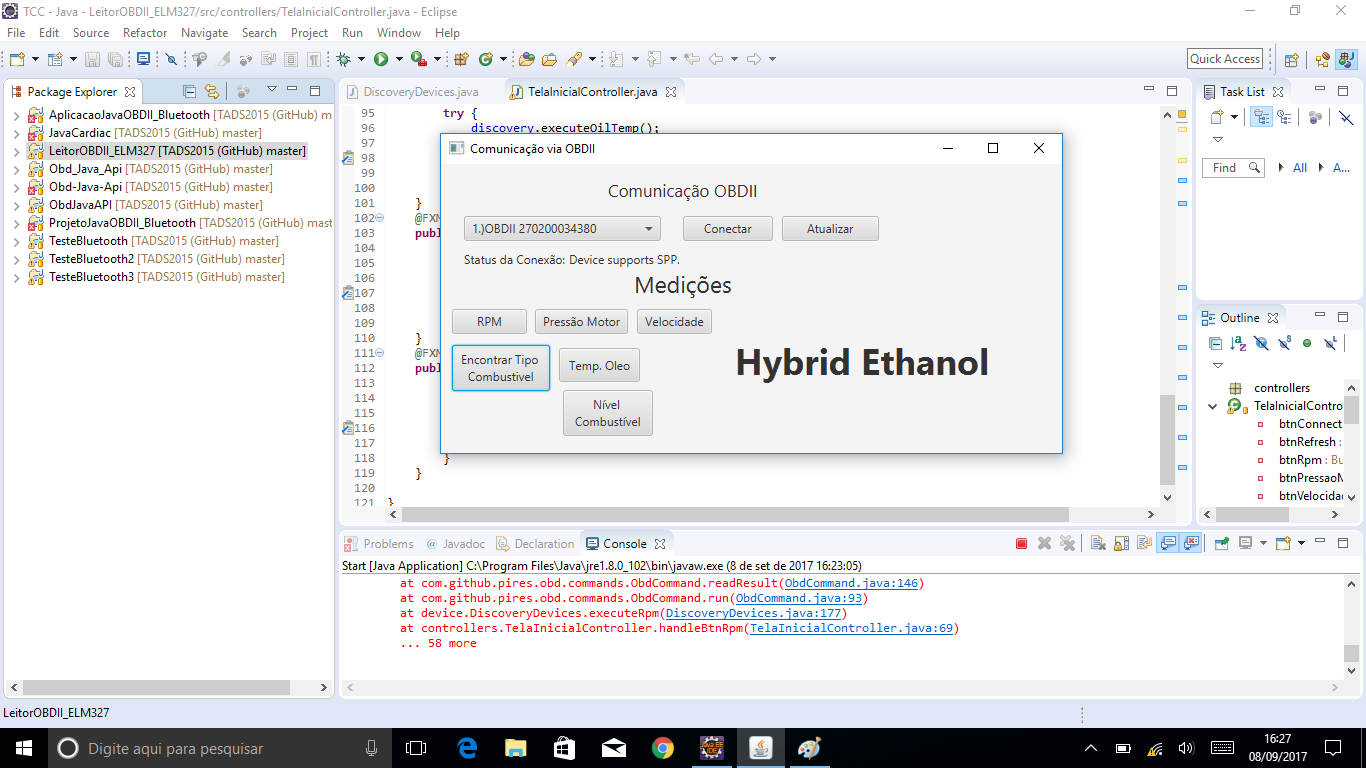 TCC - Java - LeitorOBDII_ELM327/src/controllers/TelaInicialController.java - Eclipse
File Edit Source Refactor Navigate Search Project Run Window Help
Quick Access
Package Explorer
AplicacaoJavaOBDII_Bluetooth [TADS2015 (GitHub) m
JavaCardiac [TADS2015 (GitHub) master]
LeitorOBDII_ELM327 [TADS2015 (GitHub) master]
Obd_Java_Api [TADS2015 (GitHub) master]
Obd-Java-Api [TADS2015 (GitHub) master]
ObdJavaAPI [TADS2015 (GitHub) master]
ProjetoJavaOBDII_Bluetooth [TADS2015 (GitHub) mast
TesteBluetooth [TADS2015 (GitHub) master]
TesteBluetooth2 [TADS2015 (GitHub) master]
TesteBluetooth3 [TADS2015 (GitHub) master]
DiscoveryDevices.java TelaInicialController.java
95 try {
96 discovery.executeOilTemp();
97
98
99
100
101 }
102 @FXM
103 publ
104
105
106
107
108
109
110 }
111 @FXM
112 publ
113
114
115
116
117
118 }
119 }
120
121 }
Comunicação via OBDII
Comunicação OBDII
1.)OBDII 270200034380 Conectar Atualizar
Status da Conexão: Device supports SPP.
Medições
RPM Pressão Motor Velocidade
Encontrar Tipo
Combustivel
Temp. Oleo
Hybrid Ethanol
Nível
Combustível
Task List
Find All A...
Outline
controllers
TelaInicialContro
btnConnect
btnRefresh :
btnRpm : Bu
btnPressaoM
btnVelocidad
Problems @ Javadoc Declaration Console
Start [Java Application] C:\Program Files\Java\jre1.8.0_102\bin\javaw.exe (8 de set de 2017 16:23:05)
at com.github.pires.obd.commands.ObdCommand.readResult(ObdCommand.java:146)
at com.github.pires.obd.commands.ObdCommand.run(ObdCommand.java:93)
at device.DiscoveryDevices.executeRpm(DiscoveryDevices.java:177)
at controllers.TelaInicialController.handleBtnRpm(TelaInicialController.java:69)
... 58 more
LeitorOBDII_ELM327
Digite aqui para pesquisar
16:27
08/09/2017